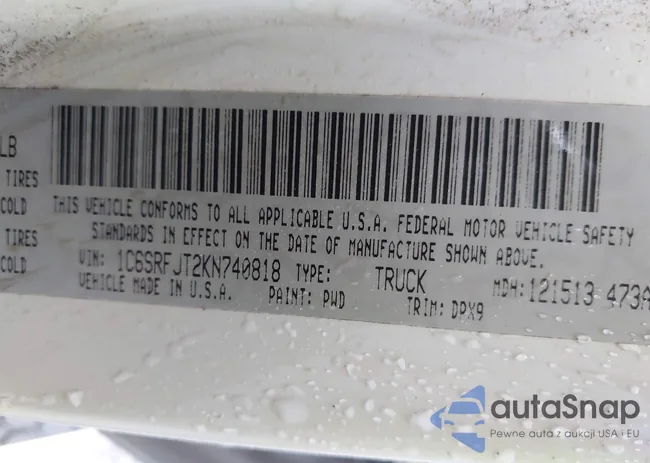 LB
TIRES
COLD
TIRES
COLD
THIS VEHICLE CONFORMS TO ALL APPLICABLE U.S.A. FEDERAL MOTOR VEHICLE SAFETY
STANDARDS IN EFFECT ON THE DATE OF MANUFACTURE SHOWN ABOVE.
VIN: 1C6SRFJT2KN740818 TYPE: TRUCK MDH: 121513 473A
VEHICLE MADE IN U.S.A. PAINT: PWD TRIM: DPX9
autaSnap
Pewne auta z aukcji USA i EU